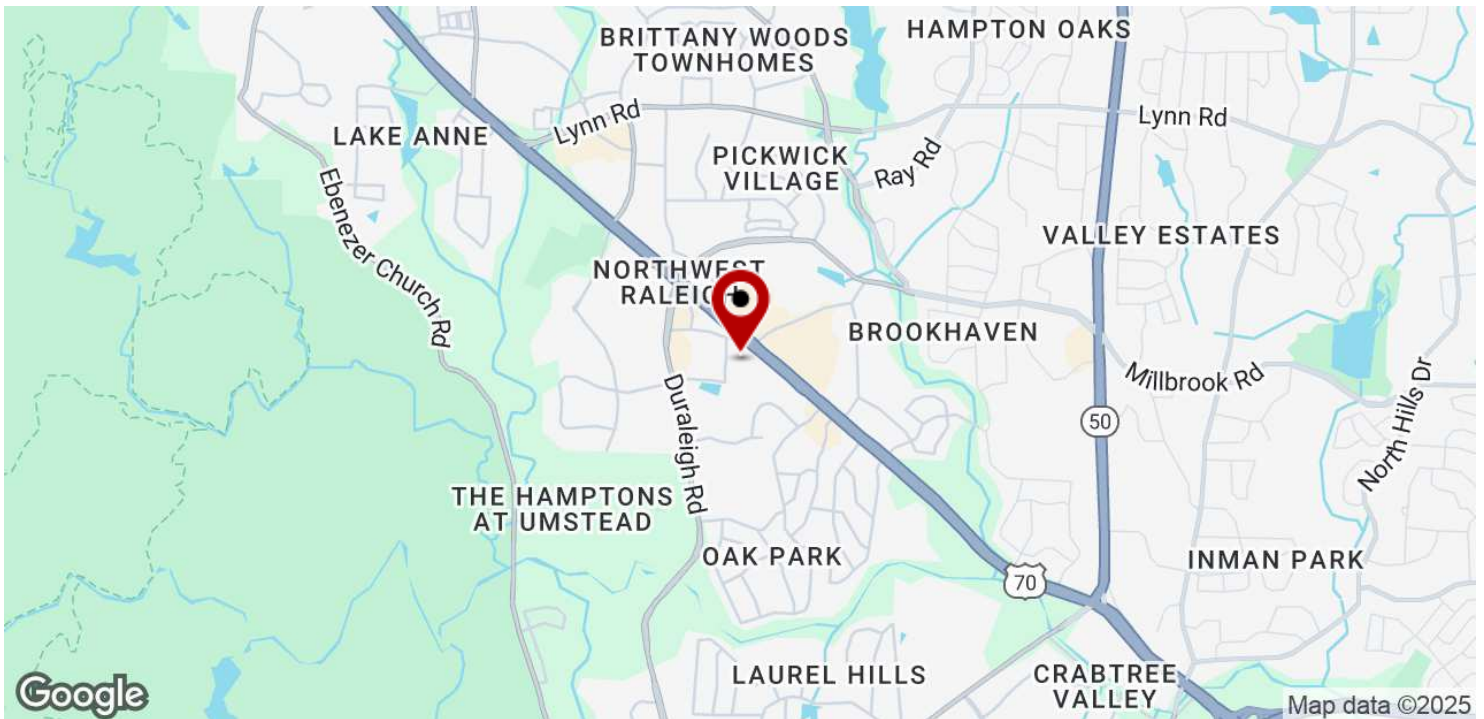 BRITTANY WOODS
TOWNHOMES
HAMPTON OAKS
LAKE ANNE
Lynn Rd
Lynn Rd
PICKWICK
VILLAGE
Ray Rd
Ebenezer Church Rd
VALLEY ESTATES
NORTHWEST
RALEIGH
BROOKHAVEN
Millbrook Rd
Duraleigh Rd
50
North Hills Dr
THE HAMPTONS
AT UMSTEAD
OAK PARK
INMAN PARK
70
LAUREL HILLS
CRABTREE
VALLEY
Google
Map data ©2025